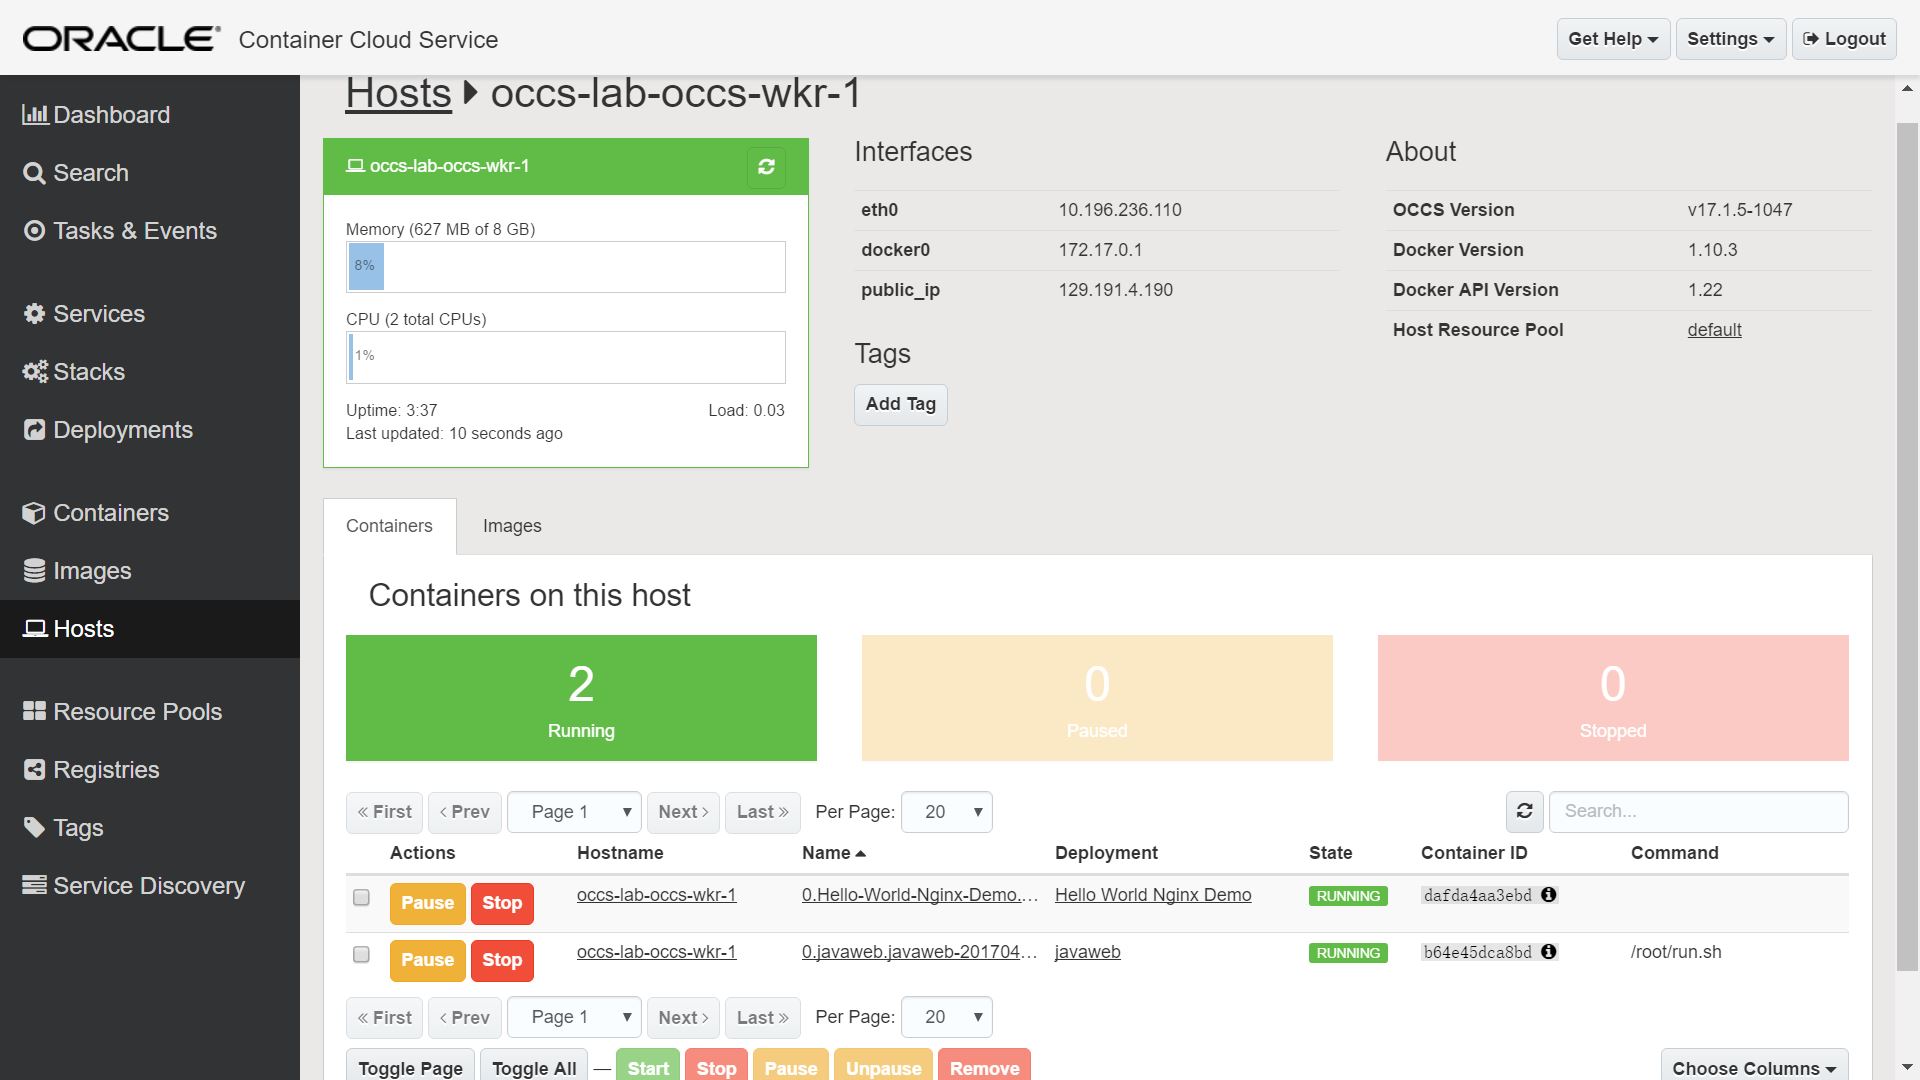 ORACLE Container Cloud Service
Get Help Settings Logout
Dashboard
Search
Tasks & Events
Services
Stacks
Deployments
Containers
Images
Hosts
Resource Pools
Registries
Tags
Service Discovery
Hosts occs-lab-occs-wkr-1
occs-lab-occs-wkr-1
Memory (627 MB of 8 GB)
8%
CPU (2 total CPUs)
1%
Uptime: 3:37 Load: 0.03
Last updated: 10 seconds ago
Interfaces
eth0 10.196.236.110
docker0 172.17.0.1
public_ip 129.191.4.190
Tags
Add Tag
About
OCCS Version v17.1.5-1047
Docker Version 1.10.3
Docker API Version 1.22
Host Resource Pool default
Containers Images
Containers on this host
2 0 0
Running Paused Stopped
« First ‹ Prev Page 1 Next › Last » Per Page: 20 Search...
Actions Hostname Name Deployment State Container ID Command
Pause Stop occs-lab-occs-wkr-1 0.Hello-World-Nginx-Demo.… Hello World Nginx Demo RUNNING dafda4aa3ebd
Pause Stop occs-lab-occs-wkr-1 0.javaweb.javaweb-201704… javaweb RUNNING b64e45dca8bd /root/run.sh
« First ‹ Prev Page 1 Next › Last » Per Page: 20
Toggle Page Toggle All — Start Stop Pause Unpause Remove Choose Columns